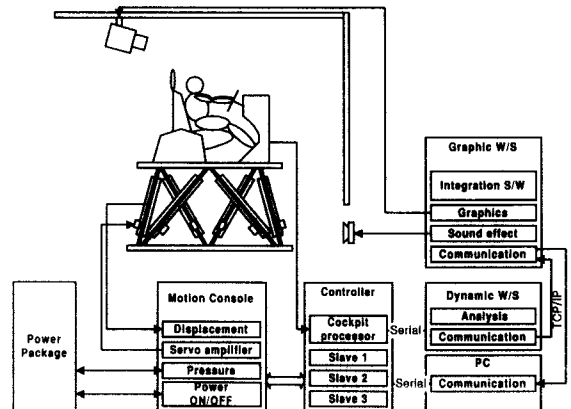 Graphic W/S
Integration S/W
Graphics
Sound effect
Communication
TCP/IP
Motion Console
Displacement
Servo amplifier
Pressure
Power
ON/OFF
Controller
Cockpit
processor
Slave 1
Slave 2
Slave 3
Serial
Serial
Dynamic W/S
Analysis
Communication
PC
Communication
Power
Package